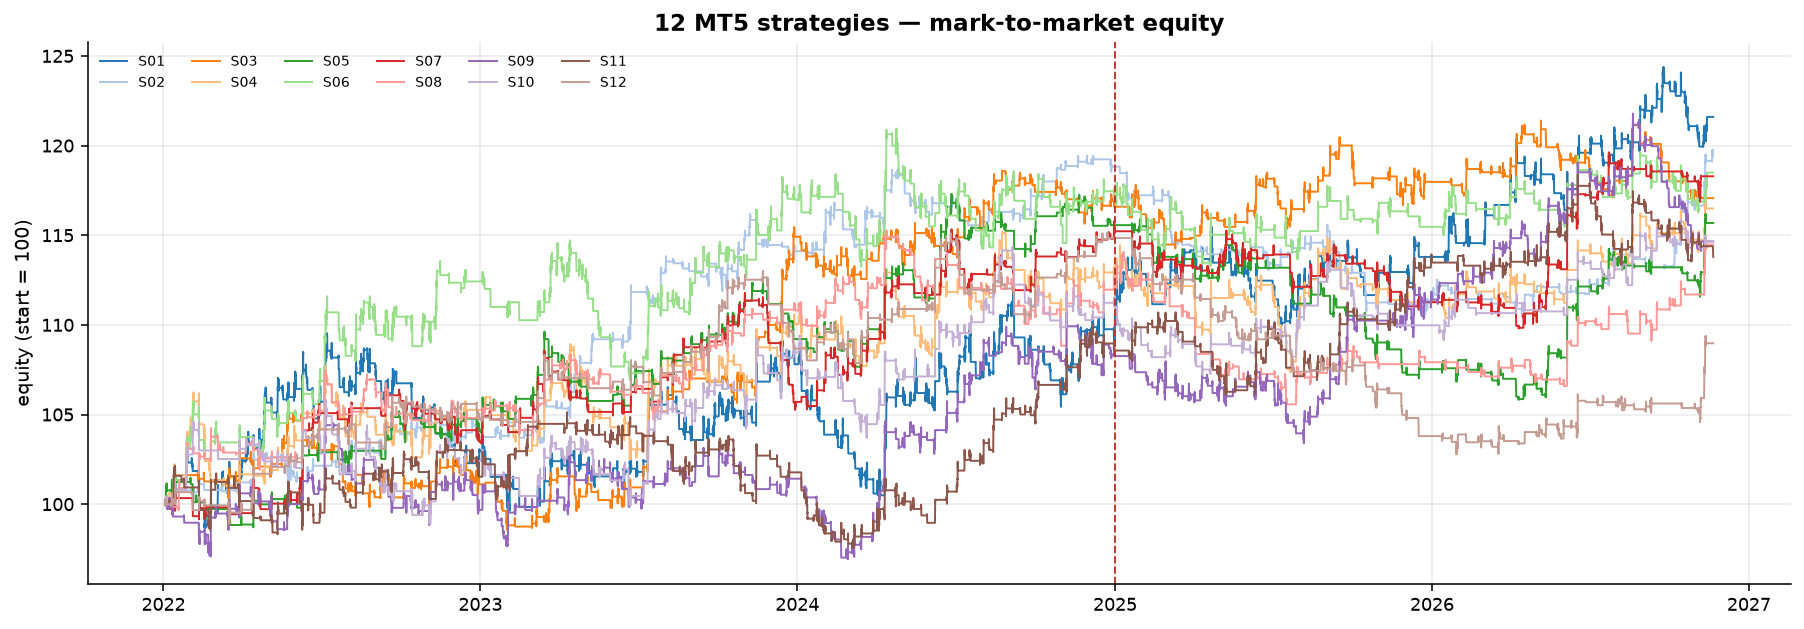 12 MT5 strategies — mark-to-market equity
S01 S03 S05 S07 S09 S11
S02 S04 S06 S08 S10 S12
equity (start = 100)
125
120
115
110
105
100
2022 2023 2024 2025 2026 2027